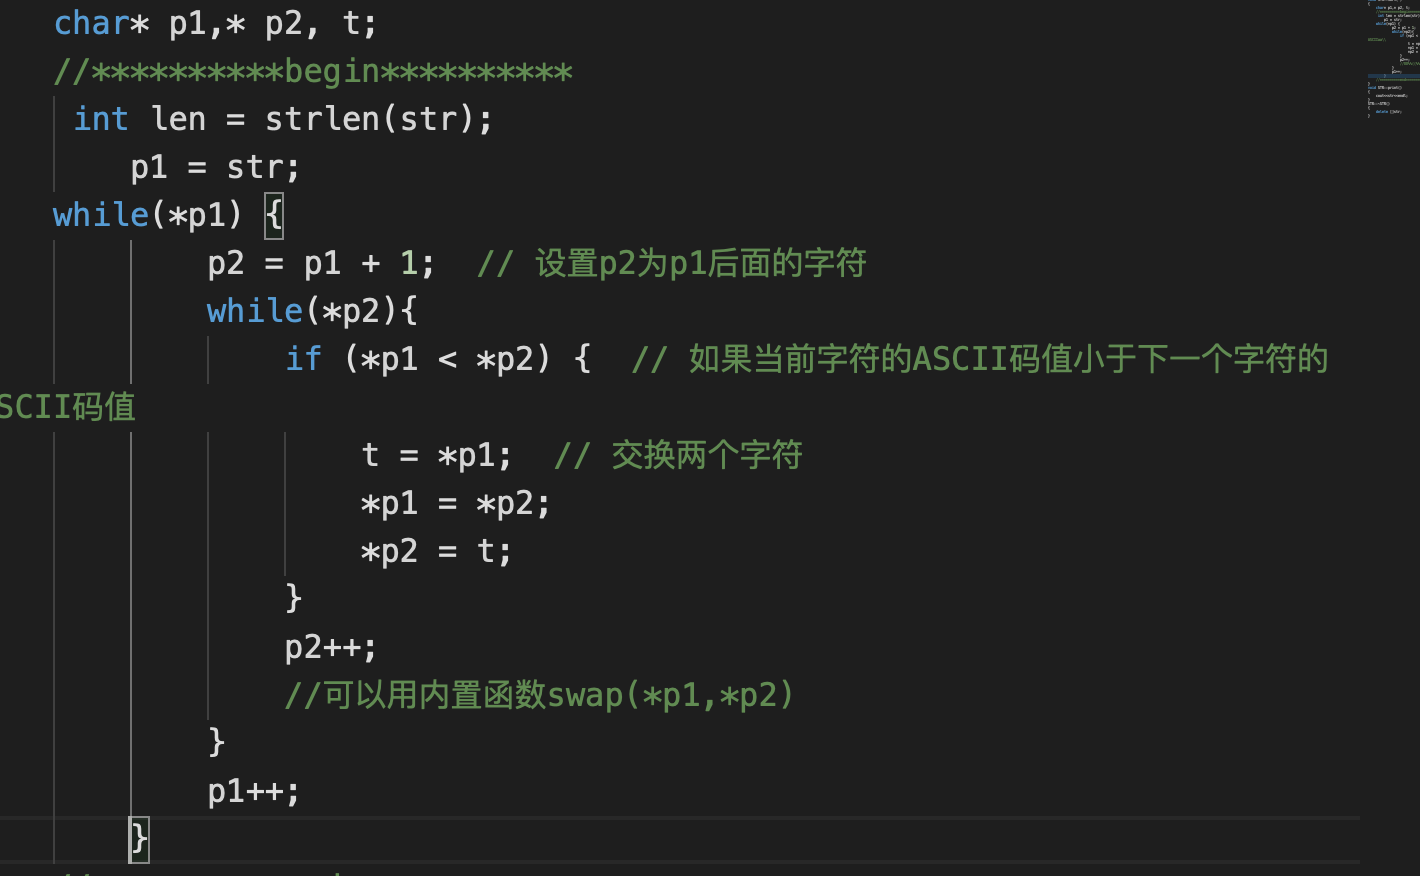 char* p1,* p2, t;
//**********begin**********
int len = strlen(str);
p1 = str;
while(*p1) {
p2 = p1 + 1;  // 设置p2为p1后面的字符
while(*p2){
if (*p1 < *p2) {  // 如果当前字符的ASCII码值小于下一个字符的
SCII码值
t = *p1;  // 交换两个字符
*p1 = *p2;
*p2 = t;
}
p2++;
//可以用内置函数swap(*p1,*p2)
}
p1++;
}